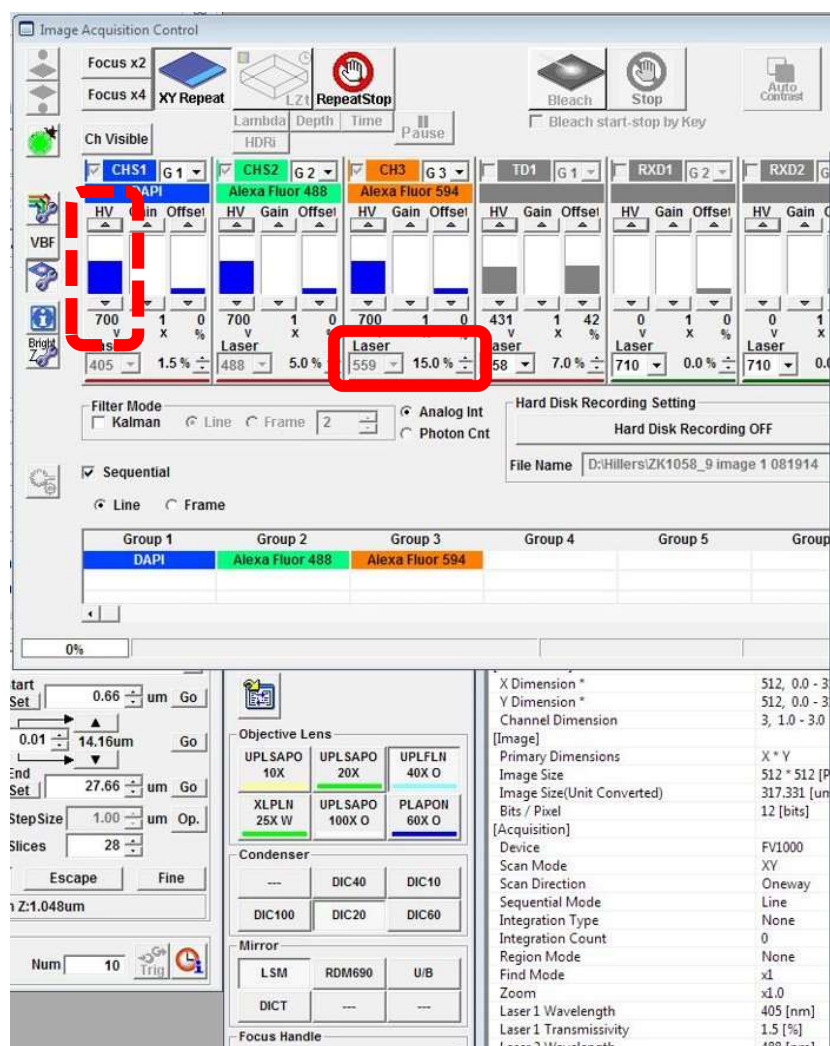 Image Acquisition Control
Focus x2
Focus x4
XY Repeat
LZt
RepeatStop
Bleach
Stop
Auto
Contrast
Lambda Depth Time
Pause
HDRi
Bleach start-stop by Key
Ch Visible
CHS1 G 1 CHS2 G 2 CH3 G 3 TD1 G 1 RXD1 G 2 RXD2 G
DAPI Alexa Fluor 488 Alexa Fluor 594
HV Gain Offset HV Gain Offset HV Gain Offset HV Gain Offset HV Gain Offset HV Gain
VBF
Bright
Z
700 1 0 700 1 0 700 1 0 431 1 42 0 1 0 0 1
V X % V X % V X % V X % V X % V X
Laser Laser Laser Laser Laser
405 1.5 % 488 5.0 % 559 15.0 % 58 7.0 % 710 0.0 % 710 0.0
Filter Mode
Kalman Line Frame 2
Analog Int
Photon Cnt
Hard Disk Recording Setting
Hard Disk Recording OFF
File Name D:\Hillers\ZK1058_9 image 1 081914
Sequential
Line Frame
Group 1 Group 2 Group 3 Group 4 Group 5 Group
DAPI Alexa Fluor 488 Alexa Fluor 594
0%
tart
Set 0.66 um Go
0.01 14.16um Go
End
Set 27.66 um Go
StepSize 1.00 um Op.
Slices 28
Escape Fine
Z:1.048um
Num 10 Go Trig
Objective Lens
UPLSAPO 10X UPLSAPO 20X UPLFLN 40X O
XLPLN 25X W UPLSAPO 100X O PLAPON 60X O
Condenser
--- DIC40 DIC10
DIC100 DIC20 DIC60
Mirror
LSM RDM690 U/B
DICT --- ---
Focus Handle
X Dimension * 512, 0.0 - 3
Y Dimension * 512, 0.0 - 3
Channel Dimension 3, 1.0 - 3.0
[Image]
Primary Dimensions X * Y
Image Size 512 * 512 [P
Image Size(Unit Converted) 317.331 [um
Bits / Pixel 12 [bits]
[Acquisition]
Device FV1000
Scan Mode XY
Scan Direction Oneway
Sequential Mode Line
Integration Type None
Integration Count 0
Region Mode None
Find Mode x1
Zoom x1.0
Laser 1 Wavelength 405 [nm]
Laser 1 Transmissivity 1.5 [%]